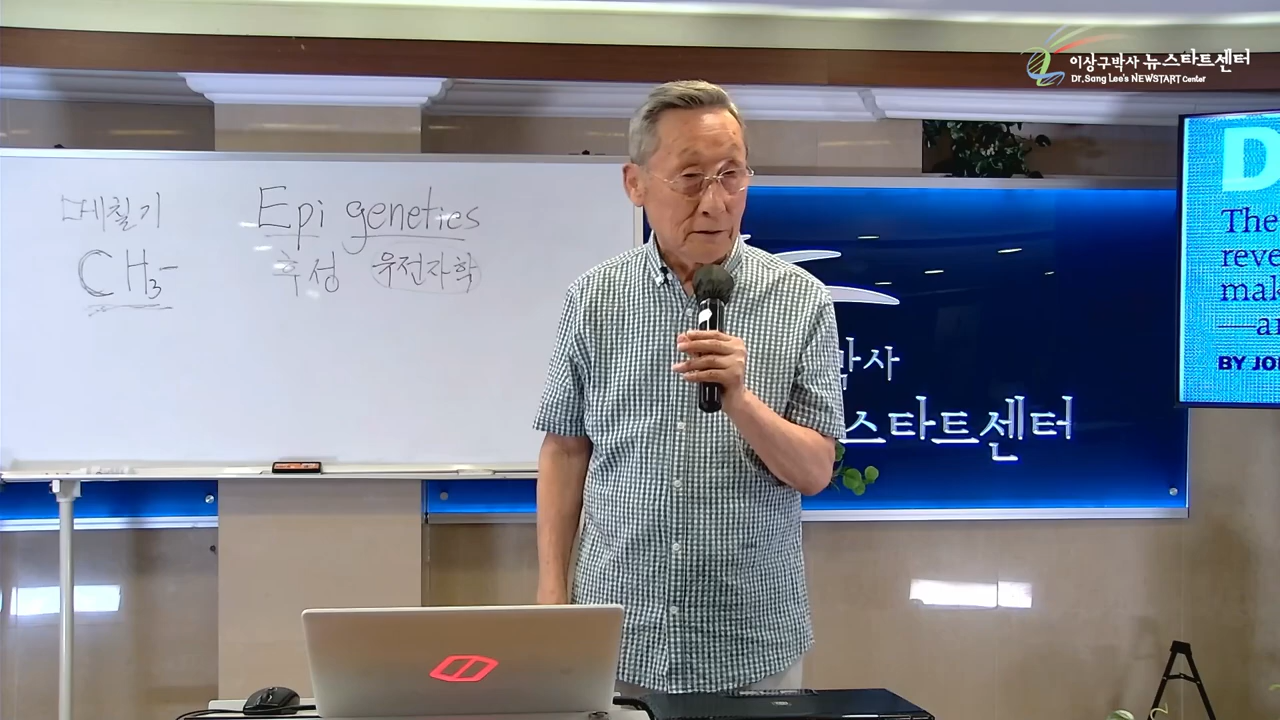 이상구박사 뉴스타트센터
Dr. Sang Lee's NEWSTART Center
메칠기
CH₃-
Epi genetics
후성 유전자학
박사
스타트센터
D
The
reve
mak
—a
BY JO